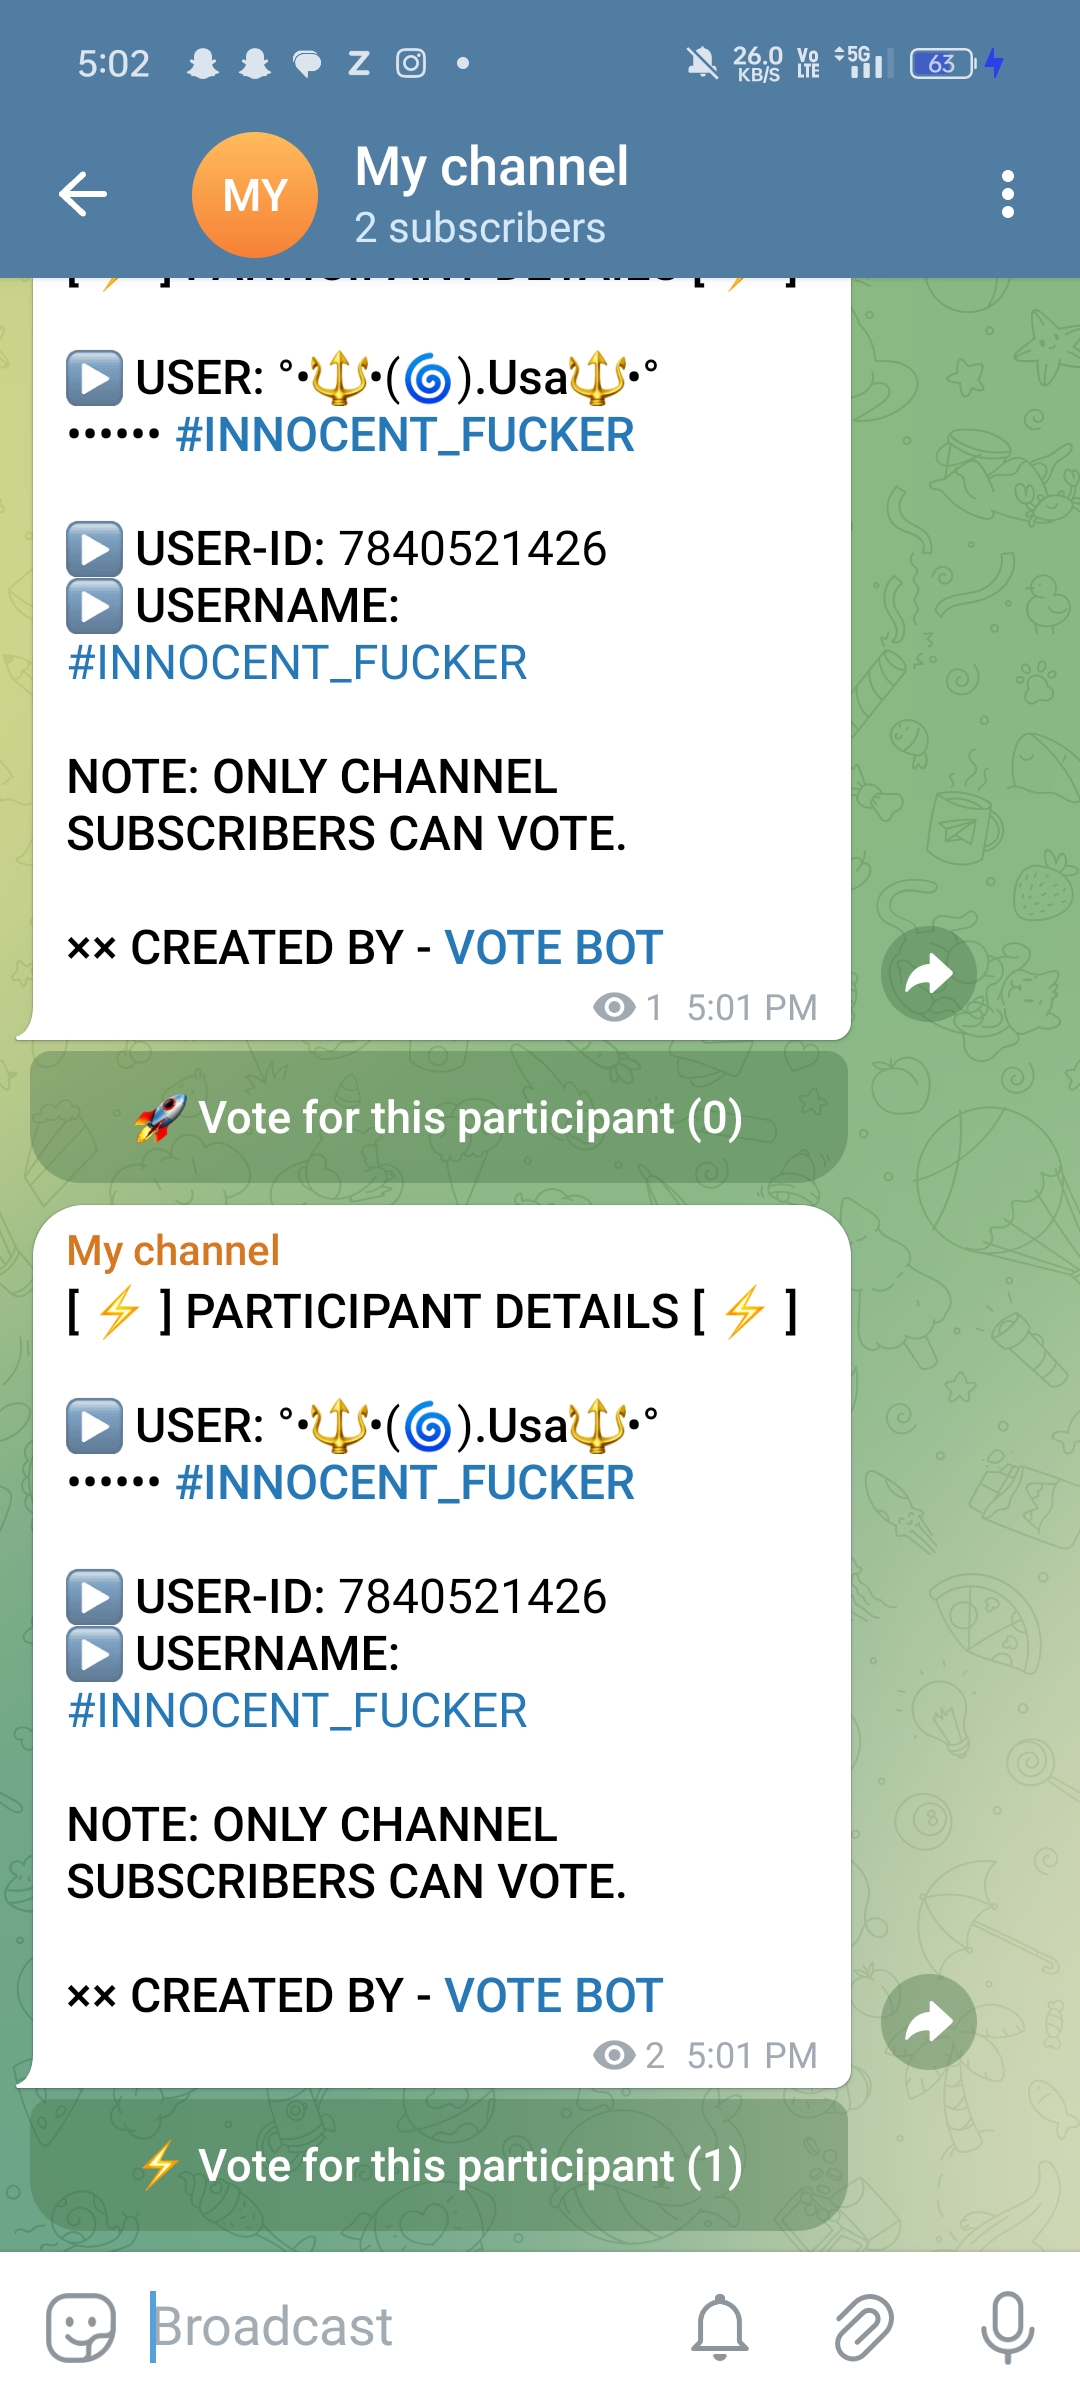 5:02 Z 26.0 KB/S Vo LTE 5G 63
MY My channel
2 subscribers
[ ⚡ ] PARTICIPANT DETAILS [ ⚡ ]
▶️ USER: °•🔱•(🌀).Usa🔱•°
•••••• #INNOCENT_FUCKER
▶️ USER-ID: 7840521426
▶️ USERNAME:
#INNOCENT_FUCKER
NOTE: ONLY CHANNEL
SUBSCRIBERS CAN VOTE.
×× CREATED BY - VOTE BOT
1 5:01 PM
🚀 Vote for this participant (0)
My channel
[ ⚡ ] PARTICIPANT DETAILS [ ⚡ ]
▶️ USER: °•🔱•(🌀).Usa🔱•°
•••••• #INNOCENT_FUCKER
▶️ USER-ID: 7840521426
▶️ USERNAME:
#INNOCENT_FUCKER
NOTE: ONLY CHANNEL
SUBSCRIBERS CAN VOTE.
×× CREATED BY - VOTE BOT
2 5:01 PM
⚡ Vote for this participant (1)
Broadcast